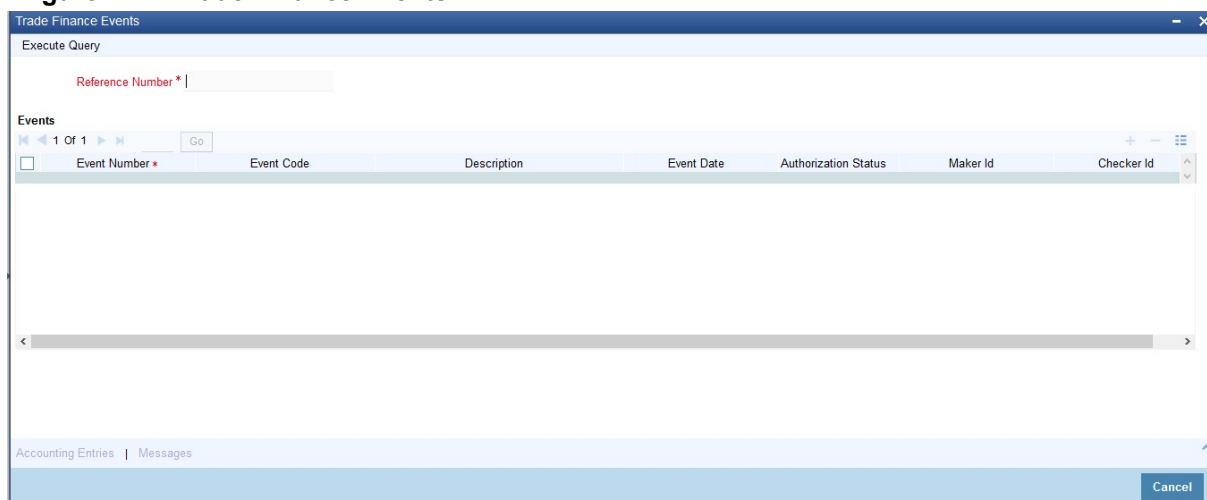 Trade Finance Events
Execute Query
Reference Number *
Events
1 Of 1 Go
Event Number * Event Code Description Event Date Authorization Status Maker Id Checker Id
Accounting Entries | Messages
Cancel